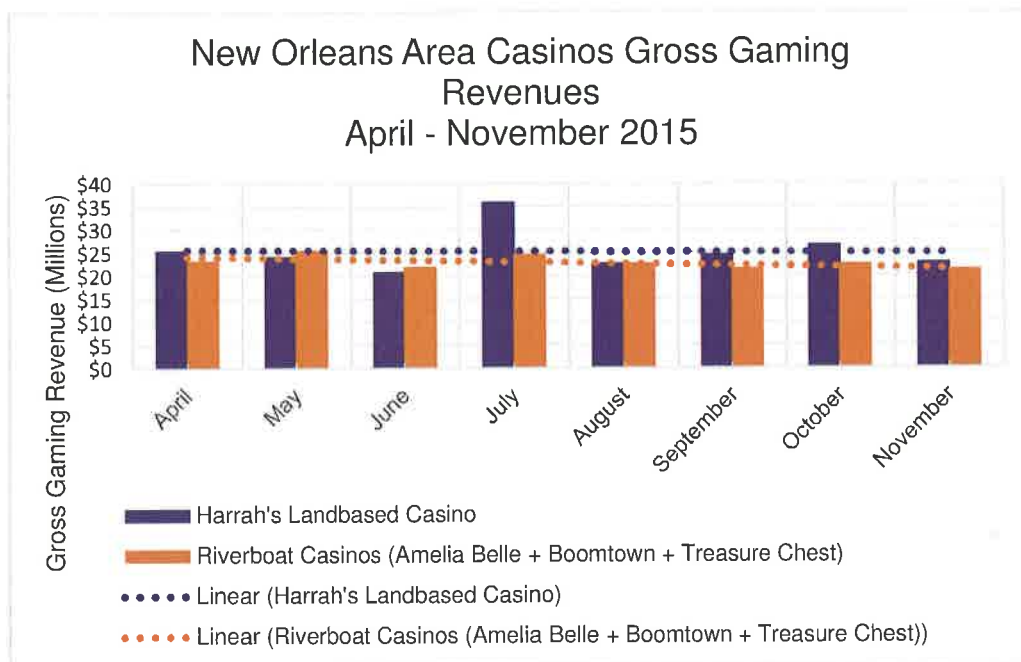 New Orleans Area Casinos Gross Gaming
Revenues
April - November 2015
Gross Gaming Revenue (Millions)
$40
$35
$30
$25
$20
$15
$10
$5
$0
April
May
June
July
August
September
October
November
Harrah's Landbased Casino
Riverboat Casinos (Amelia Belle + Boomtown + Treasure Chest)
Linear (Harrah's Landbased Casino)
Linear (Riverboat Casinos (Amelia Belle + Boomtown + Treasure Chest))